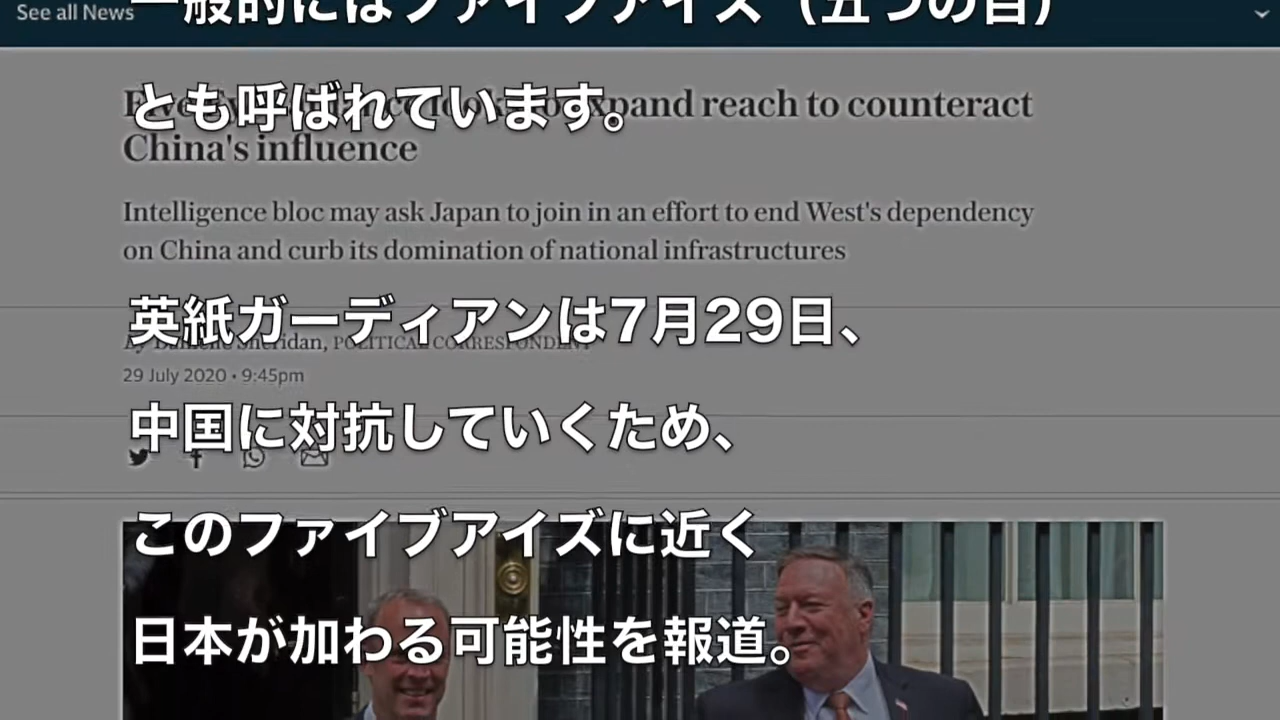 See all News
一般的にはファイブアイズ（五つの目）
とも呼ばれています。
expand reach to counteract
China's influence
Intelligence bloc may ask Japan to join in an effort to end West's dependency
on China and curb its domination of national infrastructures
英紙ガーディアンは7月29日、
Sheridan, POLITICAL CORRESPONDENT
29 July 2020 • 9:45pm
中国に対抗していくため、
このファイブアイズに近く
日本が加わる可能性を報道。